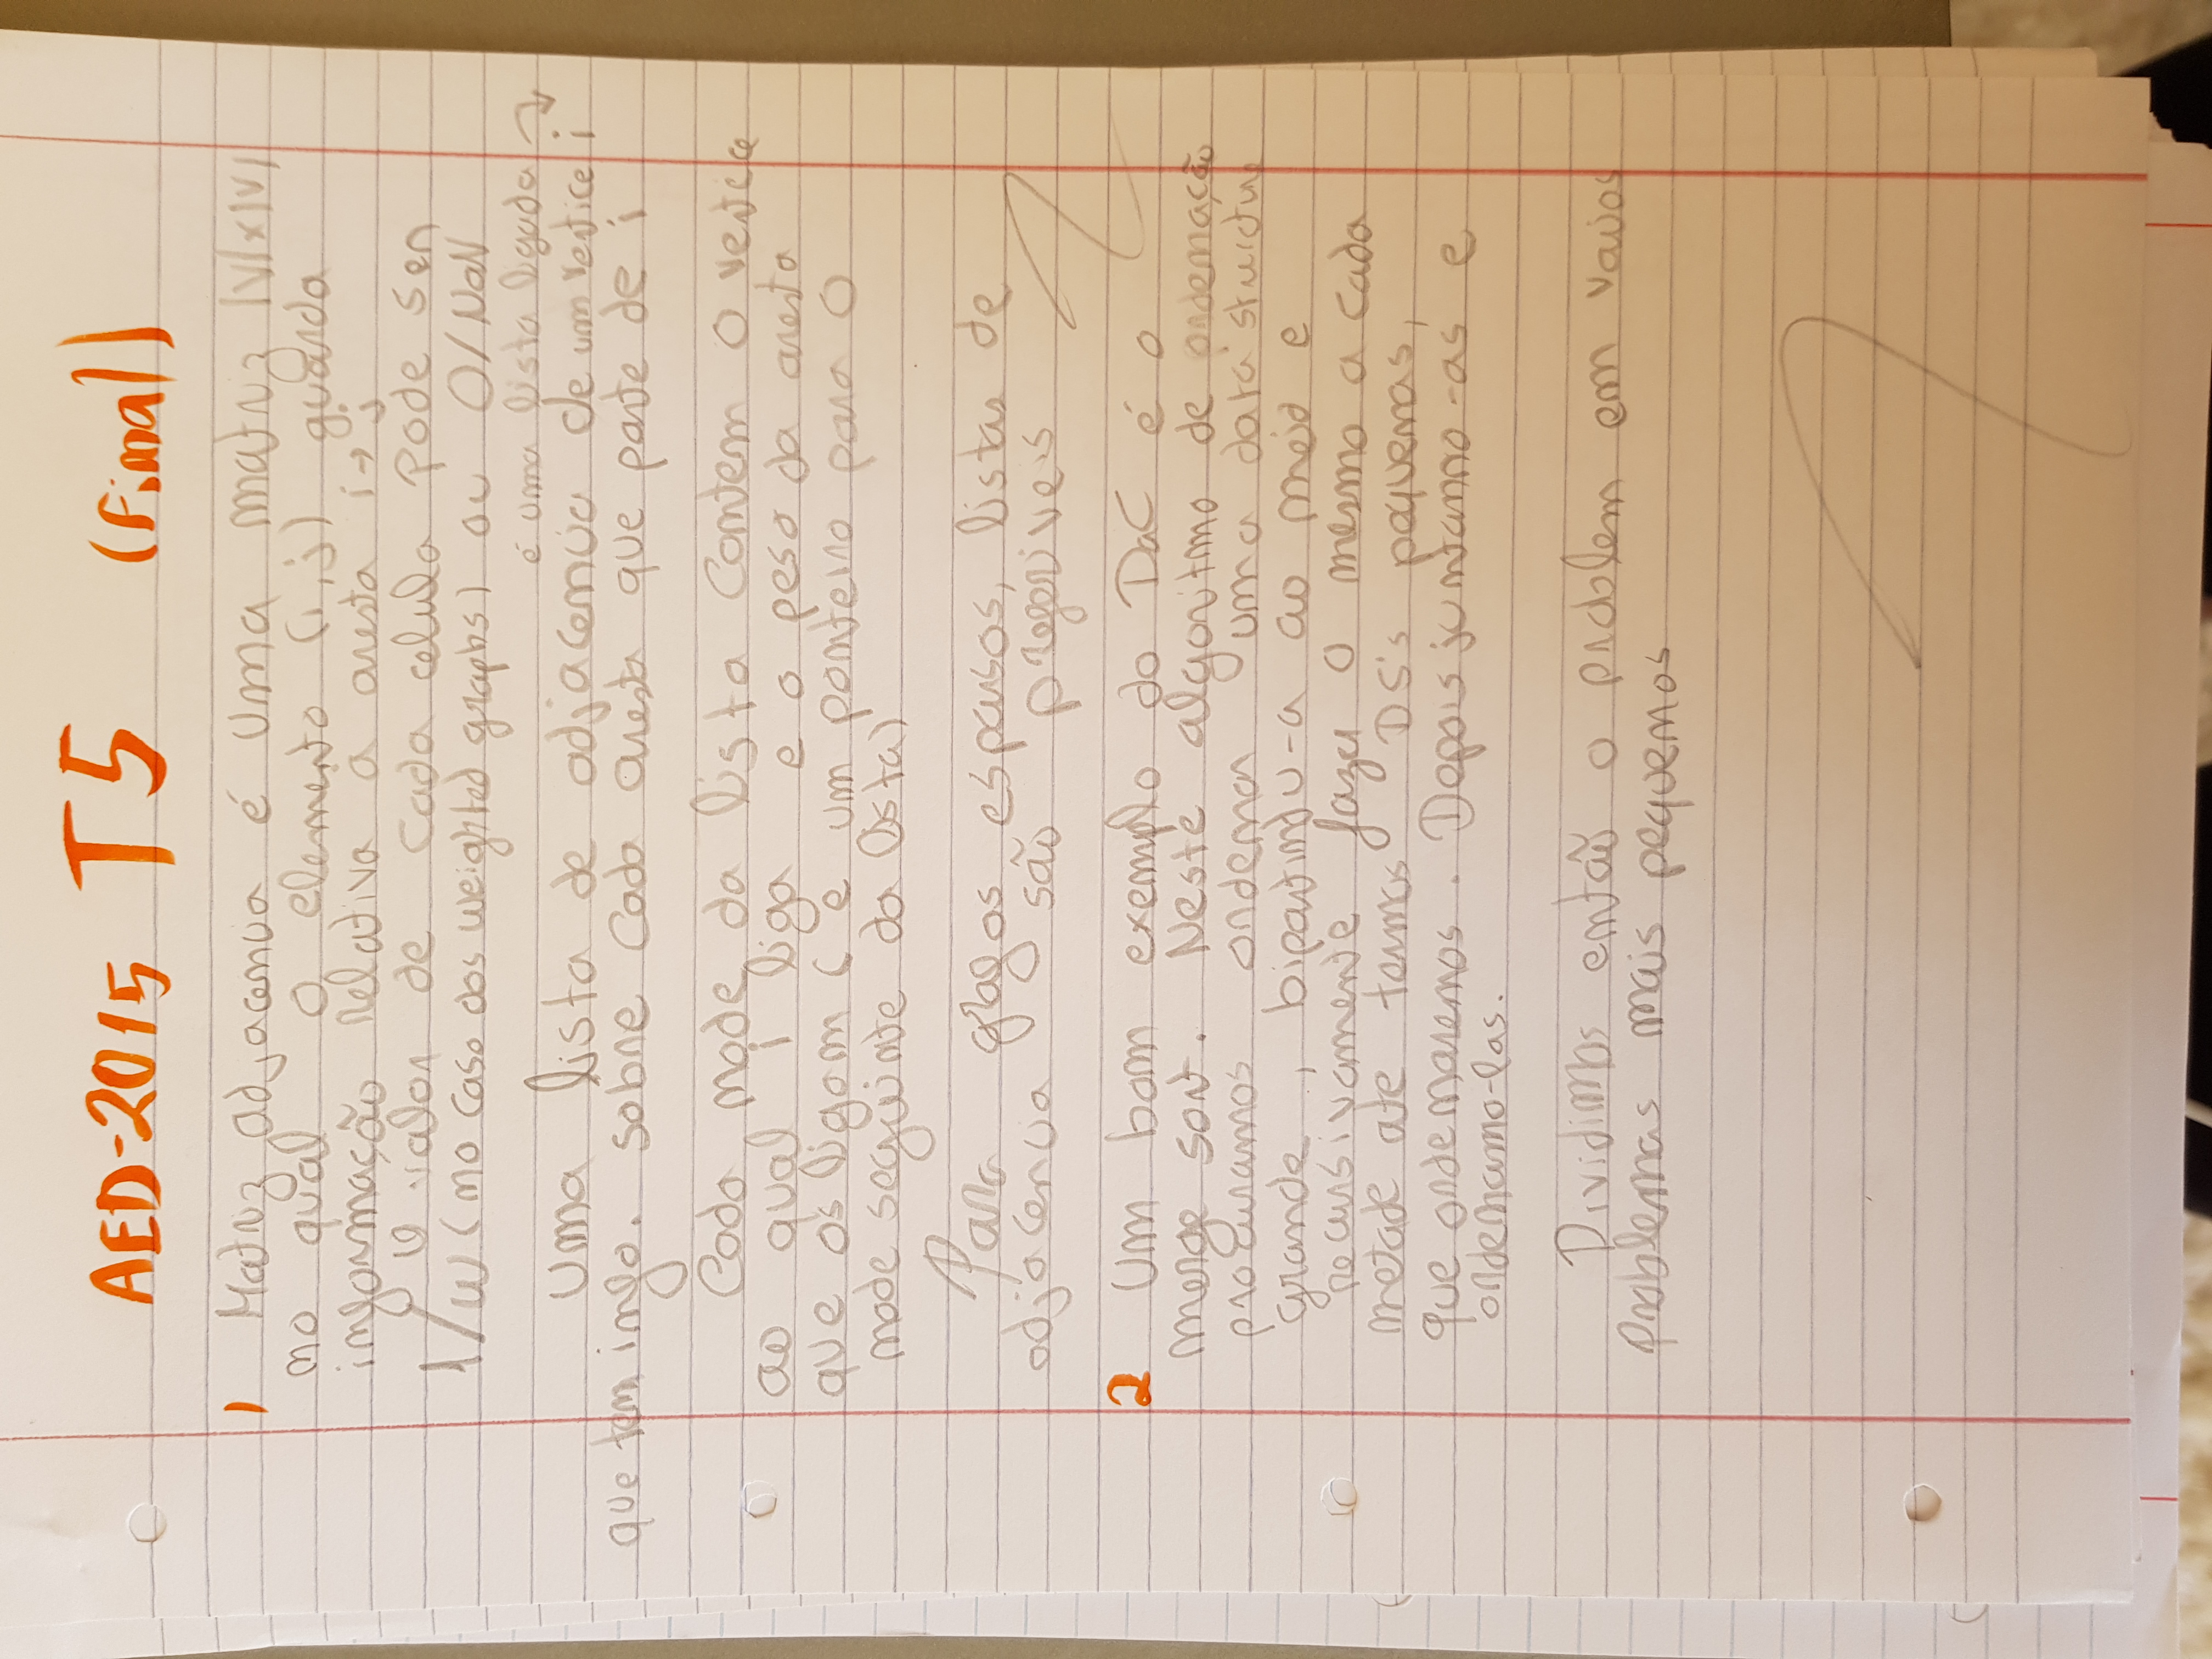 AED-2015 T5 (Final)
1 Matriz adjacencia é uma matriz |V|x|V|
no qual o elemento (i,j) guarda
informação relativa à aresta i→j
O valor de cada celula pode ser
1/w (no caso dos weighted graphs) ou 0/NaN
é uma lista ligada
Uma lista de adjacencia de um vertice i
que tem info. sobre cada aresta que parte de i
Cada node da lista contem o vertice
ao qual i liga e o peso da aresta
que os ligam (e um ponteiro para o
node seguinte da lista)
Para grafos esparsos, listas de
adjacencia são preferiveis
2 Um bom exemplo do DaC é o
merge sort. Neste algoritmo de ordenação
procuramos ordenar uma data structure
grande, bipartindo-a ao meio e
recursivamente fazer o mesmo a cada
metade ate termos DS's pequenas,
que ordenaremos. Depois juntamo-as e
ordenamo-las.
Dividimos então o problem em varios
problemas mais pequenos